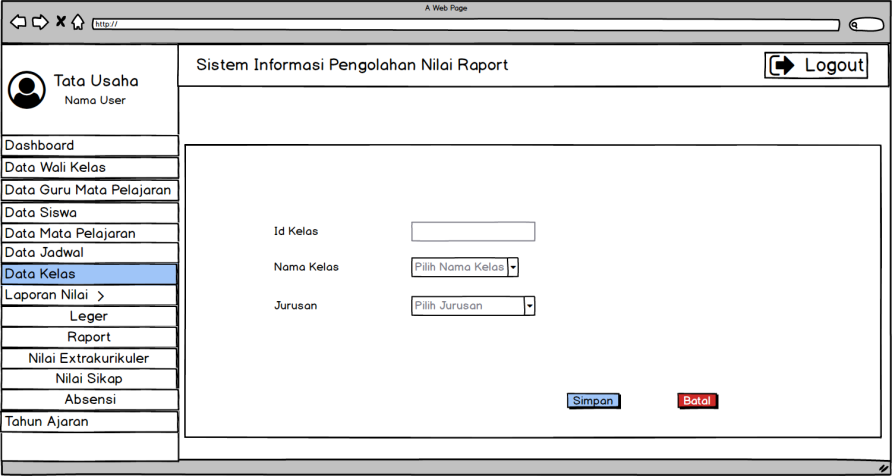 A Web Page
http://
Tata Usaha
Nama User
Sistem Informasi Pengolahan Nilai Raport
Logout
Dashboard
Data Wali Kelas
Data Guru Mata Pelajaran
Data Siswa
Data Mata Pelajaran
Data Jadwal
Data Kelas
Laporan Nilai >
Leger
Raport
Nilai Extrakurikuler
Nilai Sikap
Absensi
Tahun Ajaran
Id Kelas
Nama Kelas Pilih Nama Kelas
Jurusan Pilih Jurusan
Simpan Batal